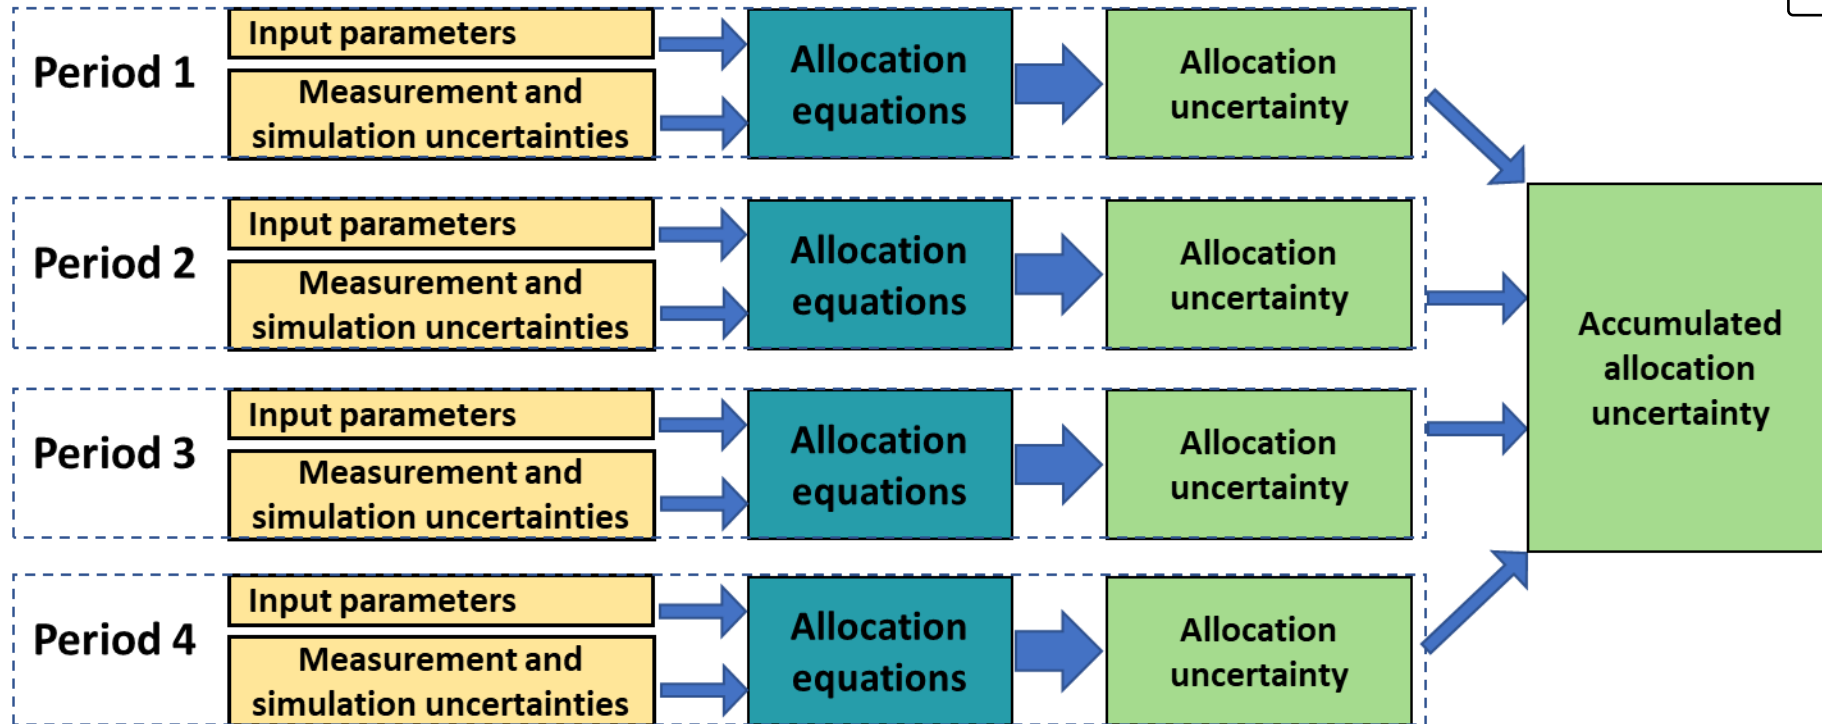 Period 1
Input parameters
Measurement and
simulation uncertainties
Allocation
equations
Allocation
uncertainty
Period 2
Input parameters
Measurement and
simulation uncertainties
Allocation
equations
Allocation
uncertainty
Period 3
Input parameters
Measurement and
simulation uncertainties
Allocation
equations
Allocation
uncertainty
Period 4
Input parameters
Measurement and
simulation uncertainties
Allocation
equations
Allocation
uncertainty
Accumulated
allocation
uncertainty